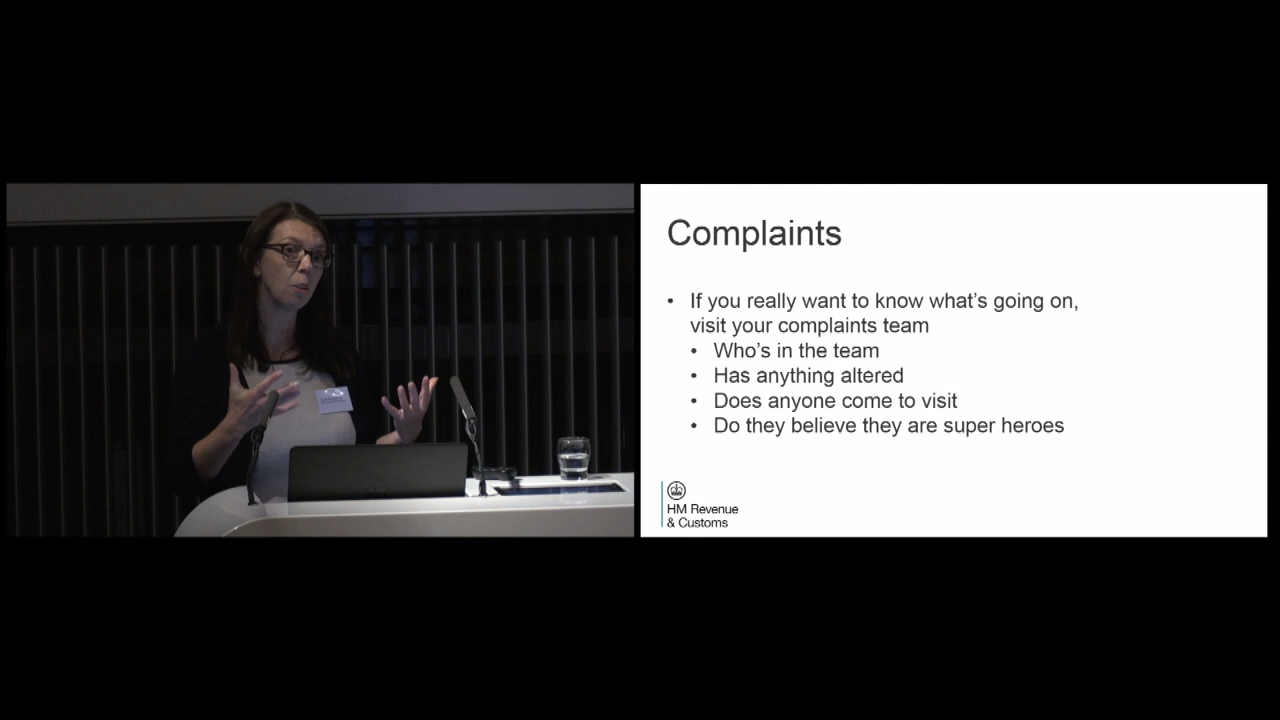 Complaints
• If you really want to know what's going on,
visit your complaints team
• Who's in the team
• Has anything altered
• Does anyone come to visit
• Do they believe they are super heroes
HM Revenue
& Customs